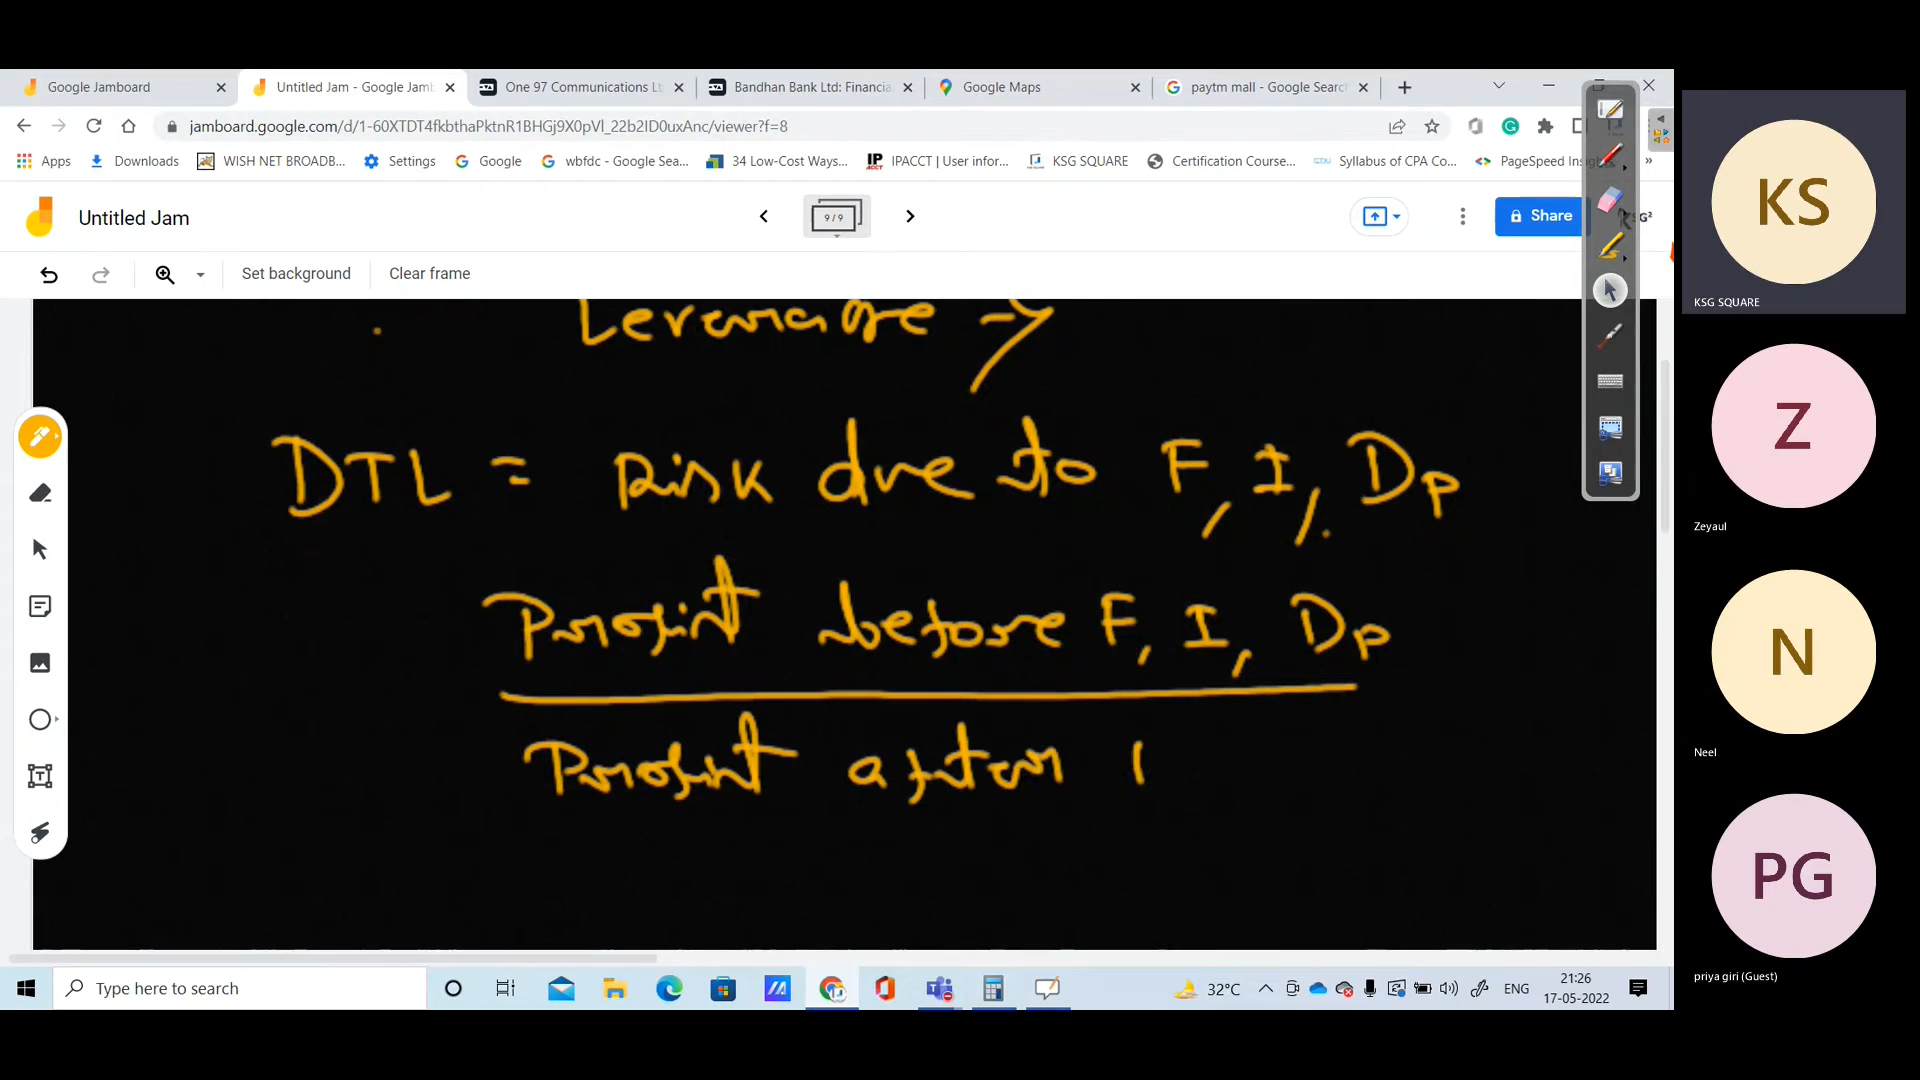 Google Jamboard
Untitled Jam - Google Jamb
One 97 Communications Lt
Bandhan Bank Ltd: Financia
Google Maps
paytm mall - Google Search
jamboard.google.com/d/1-60XTDT4fkbthaPktnR1BHGj9X0pVl_22b2ID0uxAnc/viewer?f=8
Apps
Downloads
WISH NET BROADB...
Settings
Google
wbfdc - Google Sea...
34 Low-Cost Ways...
IPACCT | User infor...
KSG SQUARE
Certification Course...
Syllabus of CPA Co...
PageSpeed Insig
»
Untitled Jam
9 / 9
Share
Set background
Clear frame
Leverage →
DTL = Risk due to F, I, Dp
Profit before F, I, Dp
Profit after
Type here to search
32°C
ENG
21:26
17-05-2022
KS
KSG SQUARE
Z
Zeyaul
N
Neel
PG
priya giri (Guest)